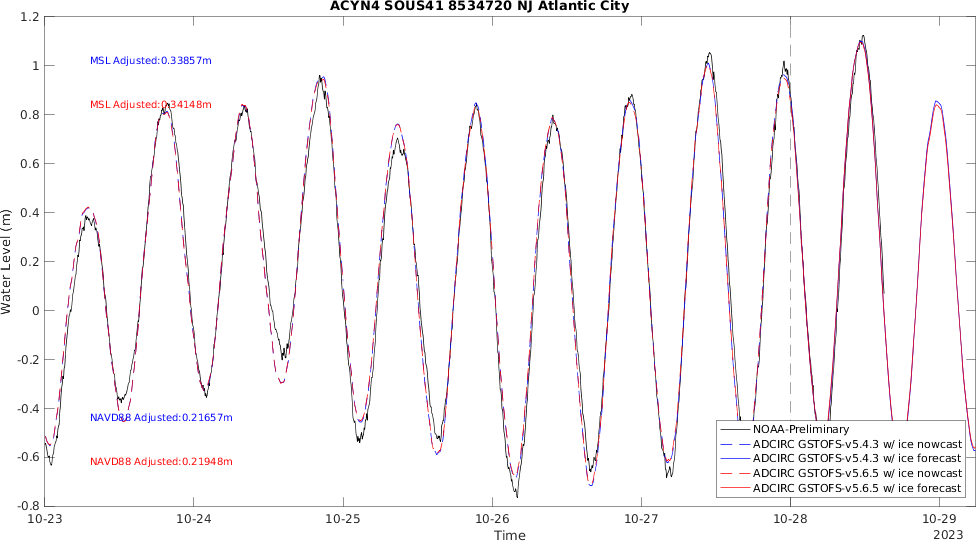 ACYN4 SOUS41 8534720 NJ Atlantic City
1.2
1
0.8
0.6
0.4
0.2
0
-0.2
-0.4
-0.6
-0.8
Water Level (m)
MSL Adjusted:0.33857m
MSL Adjusted:0.34148m
NAVD88 Adjusted:0.21657m
NAVD88 Adjusted:0.21948m
NOAA-Preliminary
ADCIRC GSTOFS-v5.4.3 w/ ice nowcast
ADCIRC GSTOFS-v5.4.3 w/ ice forecast
ADCIRC GSTOFS-v5.6.5 w/ ice nowcast
ADCIRC GSTOFS-v5.6.5 w/ ice forecast
10-23 10-24 10-25 10-26 10-27 10-28 10-29
Time
2023